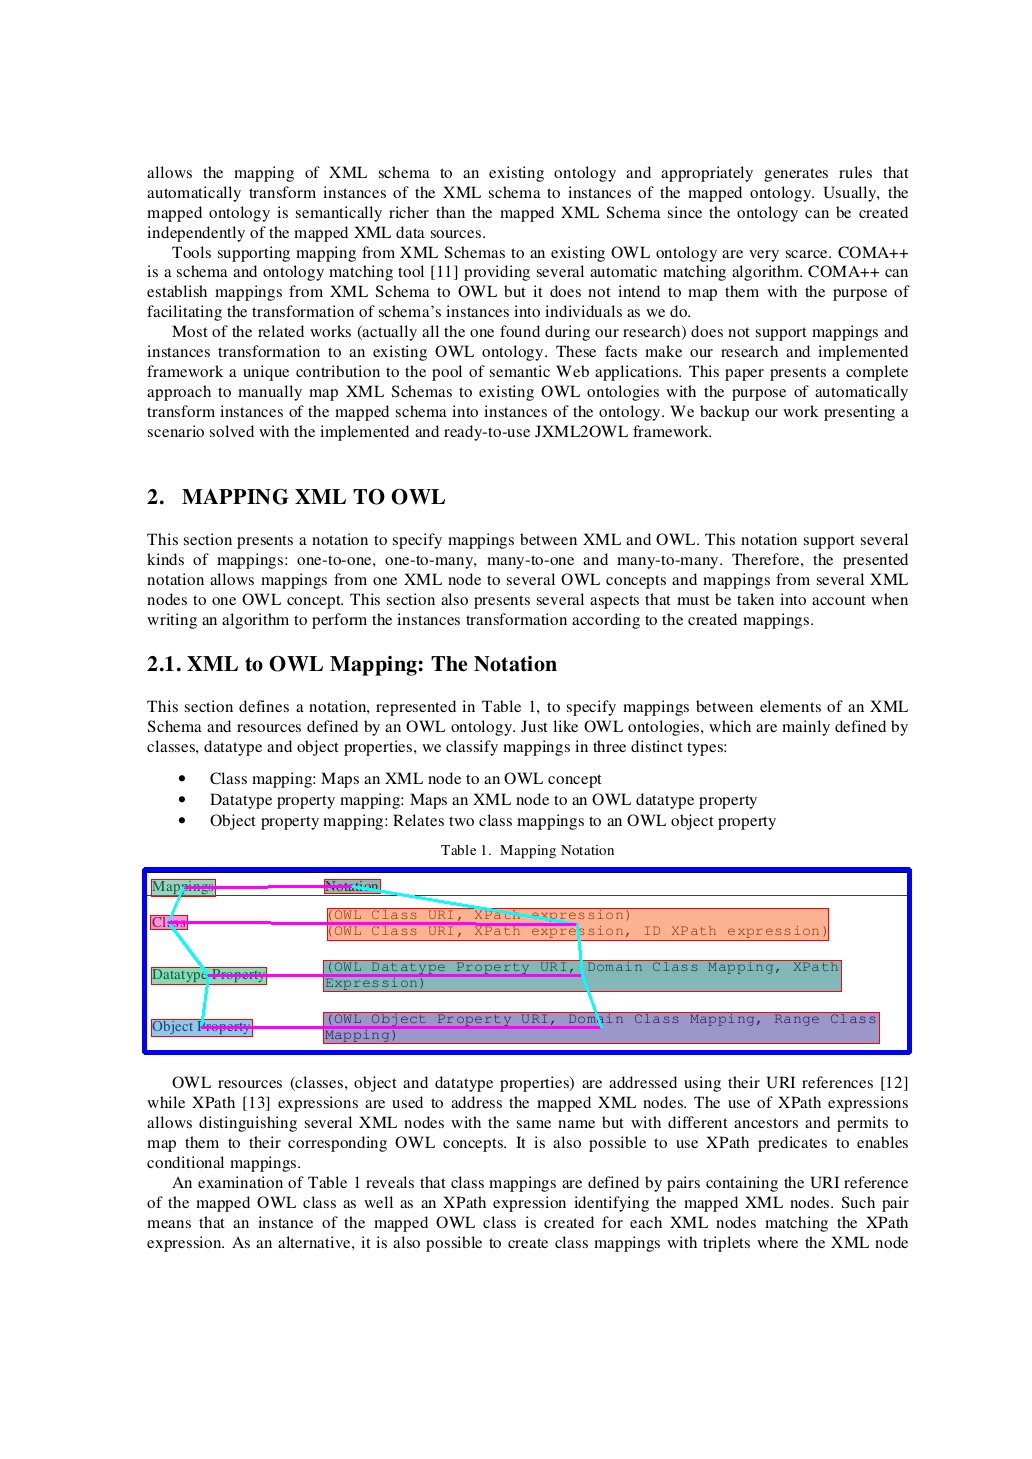 allows the mapping of XML schema to an existing ontology and appropriately generates rules that
automatically transform instances of the XML schema to instances of the mapped ontology. Usually, the
mapped ontology is semantically richer than the mapped XML Schema since the ontology can be created
independently of the mapped XML data sources.
Tools supporting mapping from XML Schemas to an existing OWL ontology are very scarce. COMA++
is a schema and ontology matching tool [11] providing several automatic matching algorithm. COMA++ can
establish mappings from XML Schema to OWL but it does not intend to map them with the purpose of
facilitating the transformation of schema's instances into individuals as we do.
Most of the related works (actually all the one found during our research) does not support mappings and
instances transformation to an existing OWL ontology. These facts make our research and implemented
framework a unique contribution to the pool of semantic Web applications. This paper presents a complete
approach to manually map XML Schemas to existing OWL ontologies with the purpose of automatically
transform instances of the mapped schema into instances of the ontology. We backup our work presenting a
scenario solved with the implemented and ready-to-use JXML2OWL framework.
2. MAPPING XML TO OWL
This section presents a notation to specify mappings between XML and OWL. This notation support several
kinds of mappings: one-to-one, one-to-many, many-to-one and many-to-many. Therefore, the presented
notation allows mappings from one XML node to several OWL concepts and mappings from several XML
nodes to one OWL concept. This section also presents several aspects that must be taken into account when
writing an algorithm to perform the instances transformation according to the created mappings.
2.1. XML to OWL Mapping: The Notation
This section defines a notation, represented in Table 1, to specify mappings between elements of an XML
Schema and resources defined by an OWL ontology. Just like OWL ontologies, which are mainly defined by
classes, datatype and object properties, we classify mappings in three distinct types:
• Class mapping: Maps an XML node to an OWL concept
• Datatype property mapping: Maps an XML node to an OWL datatype property
• Object property mapping: Relates two class mappings to an OWL object property
Table 1. Mapping Notation
Mappings Notation
Class (OWL Class URI, XPath expression)
(OWL Class URI, XPath expression, ID XPath expression)
Datatype Property (OWL Datatype Property URI, Domain Class Mapping, XPath
Expression)
Object Property (OWL Object Property URI, Domain Class Mapping, Range Class
Mapping)
OWL resources (classes, object and datatype properties) are addressed using their URI references [12]
while XPath [13] expressions are used to address the mapped XML nodes. The use of XPath expressions
allows distinguishing several XML nodes with the same name but with different ancestors and permits to
map them to their corresponding OWL concepts. It is also possible to use XPath predicates to enables
conditional mappings.
An examination of Table 1 reveals that class mappings are defined by pairs containing the URI reference
of the mapped OWL class as well as an XPath expression identifying the mapped XML nodes. Such pair
means that an instance of the mapped OWL class is created for each XML nodes matching the XPath
expression. As an alternative, it is also possible to create class mappings with triplets where the XML node